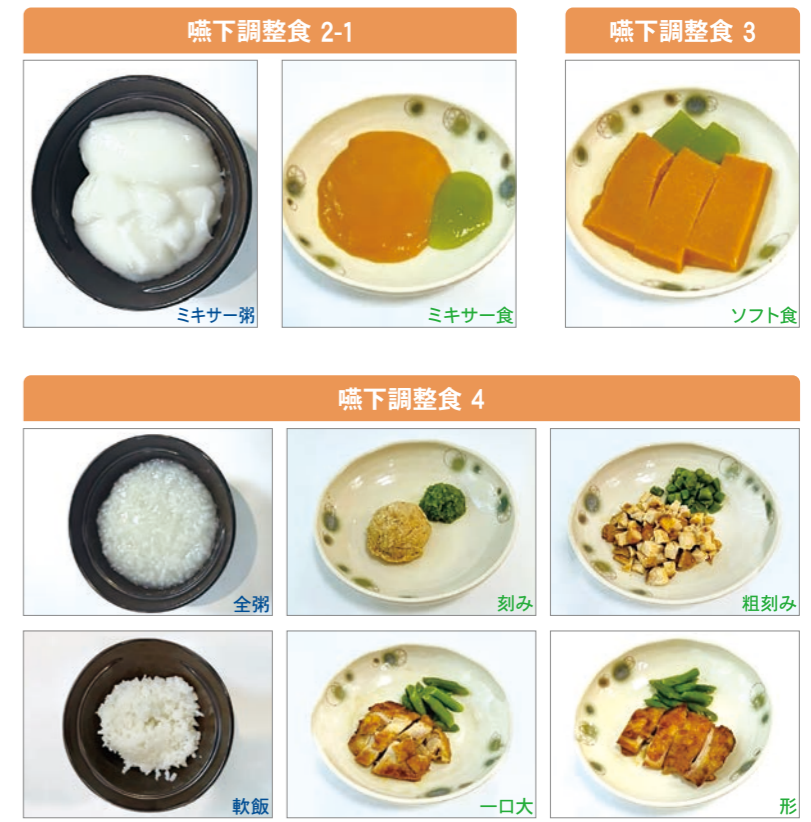 嚥下調整食 2-1
嚥下調整食 3
ミキサー粥
ミキサー食
ソフト食
嚥下調整食 4
全粥
刻み
粗刻み
軟飯
一口大
形